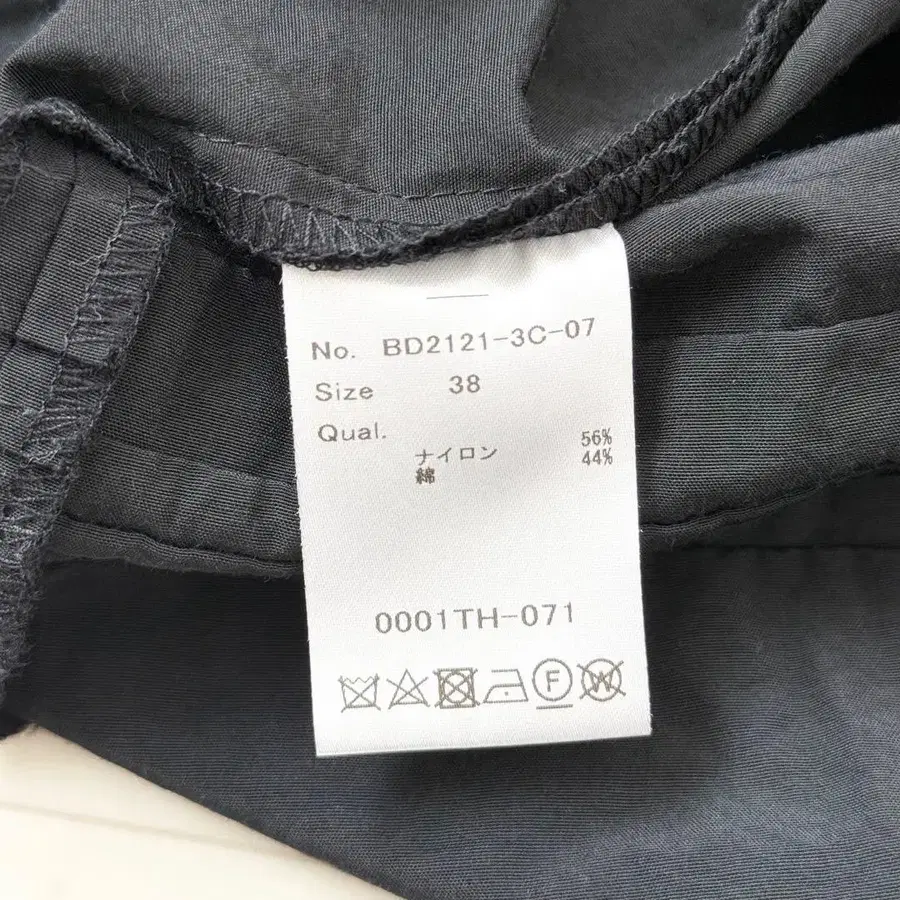 No. BD2121-3C-07
Size 38
Qual.
ナイロン 56%
綿 44%
0001TH-071
F W